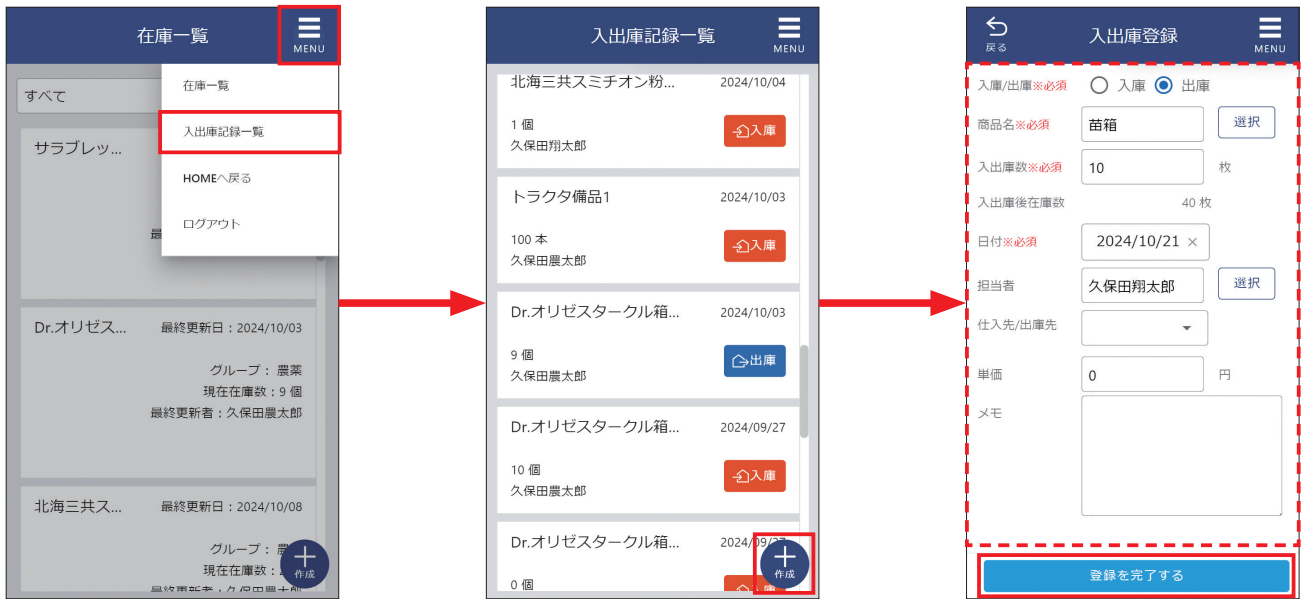 在庫一覧
MENU
すべて
在庫一覧
入出庫記録一覧
HOMEへ戻る
ログアウト
サラブレッ...
最
Dr.オリゼス...
最終更新日：2024/10/03
グループ： 農薬
現在在庫数：9 個
最終更新者：久保田農太郎
北海三共ス...
最終更新日：2024/10/08
グループ：
現在在庫数：
作成
最終更新者：久保田農太郎
入出庫記録一覧
MENU
北海三共スミチオン粉...
2024/10/04
1 個
久保田翔太郎
入庫
トラクタ備品1
2024/10/03
100 本
久保田農太郎
入庫
Dr.オリゼスタークル箱...
2024/10/03
9 個
久保田農太郎
出庫
Dr.オリゼスタークル箱...
2024/09/27
10 個
久保田農太郎
入庫
Dr.オリゼスタークル箱...
2024/09/27
0 個
作成
戻る
入出庫登録
MENU
入庫/出庫※必須
入庫
出庫
商品名※必須
苗箱
選択
入出庫数※必須
10
枚
入出庫後在庫数
40 枚
日付※必須
2024/10/21 ×
担当者
久保田翔太郎
選択
仕入先/出庫先
単価
0
円
メモ
登録を完了する